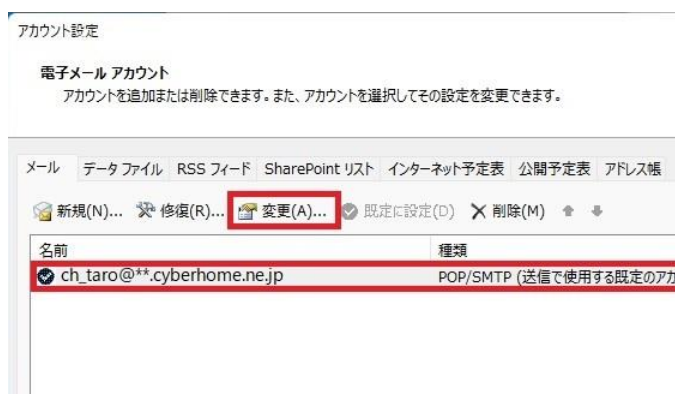 アカウント設定
電子メール アカウント
アカウントを追加または削除できます。また、アカウントを選択してその設定を変更できます。
メール データ ファイル RSS フィード SharePoint リスト インターネット予定表 公開予定表 アドレス帳
新規(N)... 修復(R)... 変更(A)... 既定に設定(D) 削除(M)
名前 種類
ch_taro@**.cyberhome.ne.jp POP/SMTP (送信で使用する既定のアカ